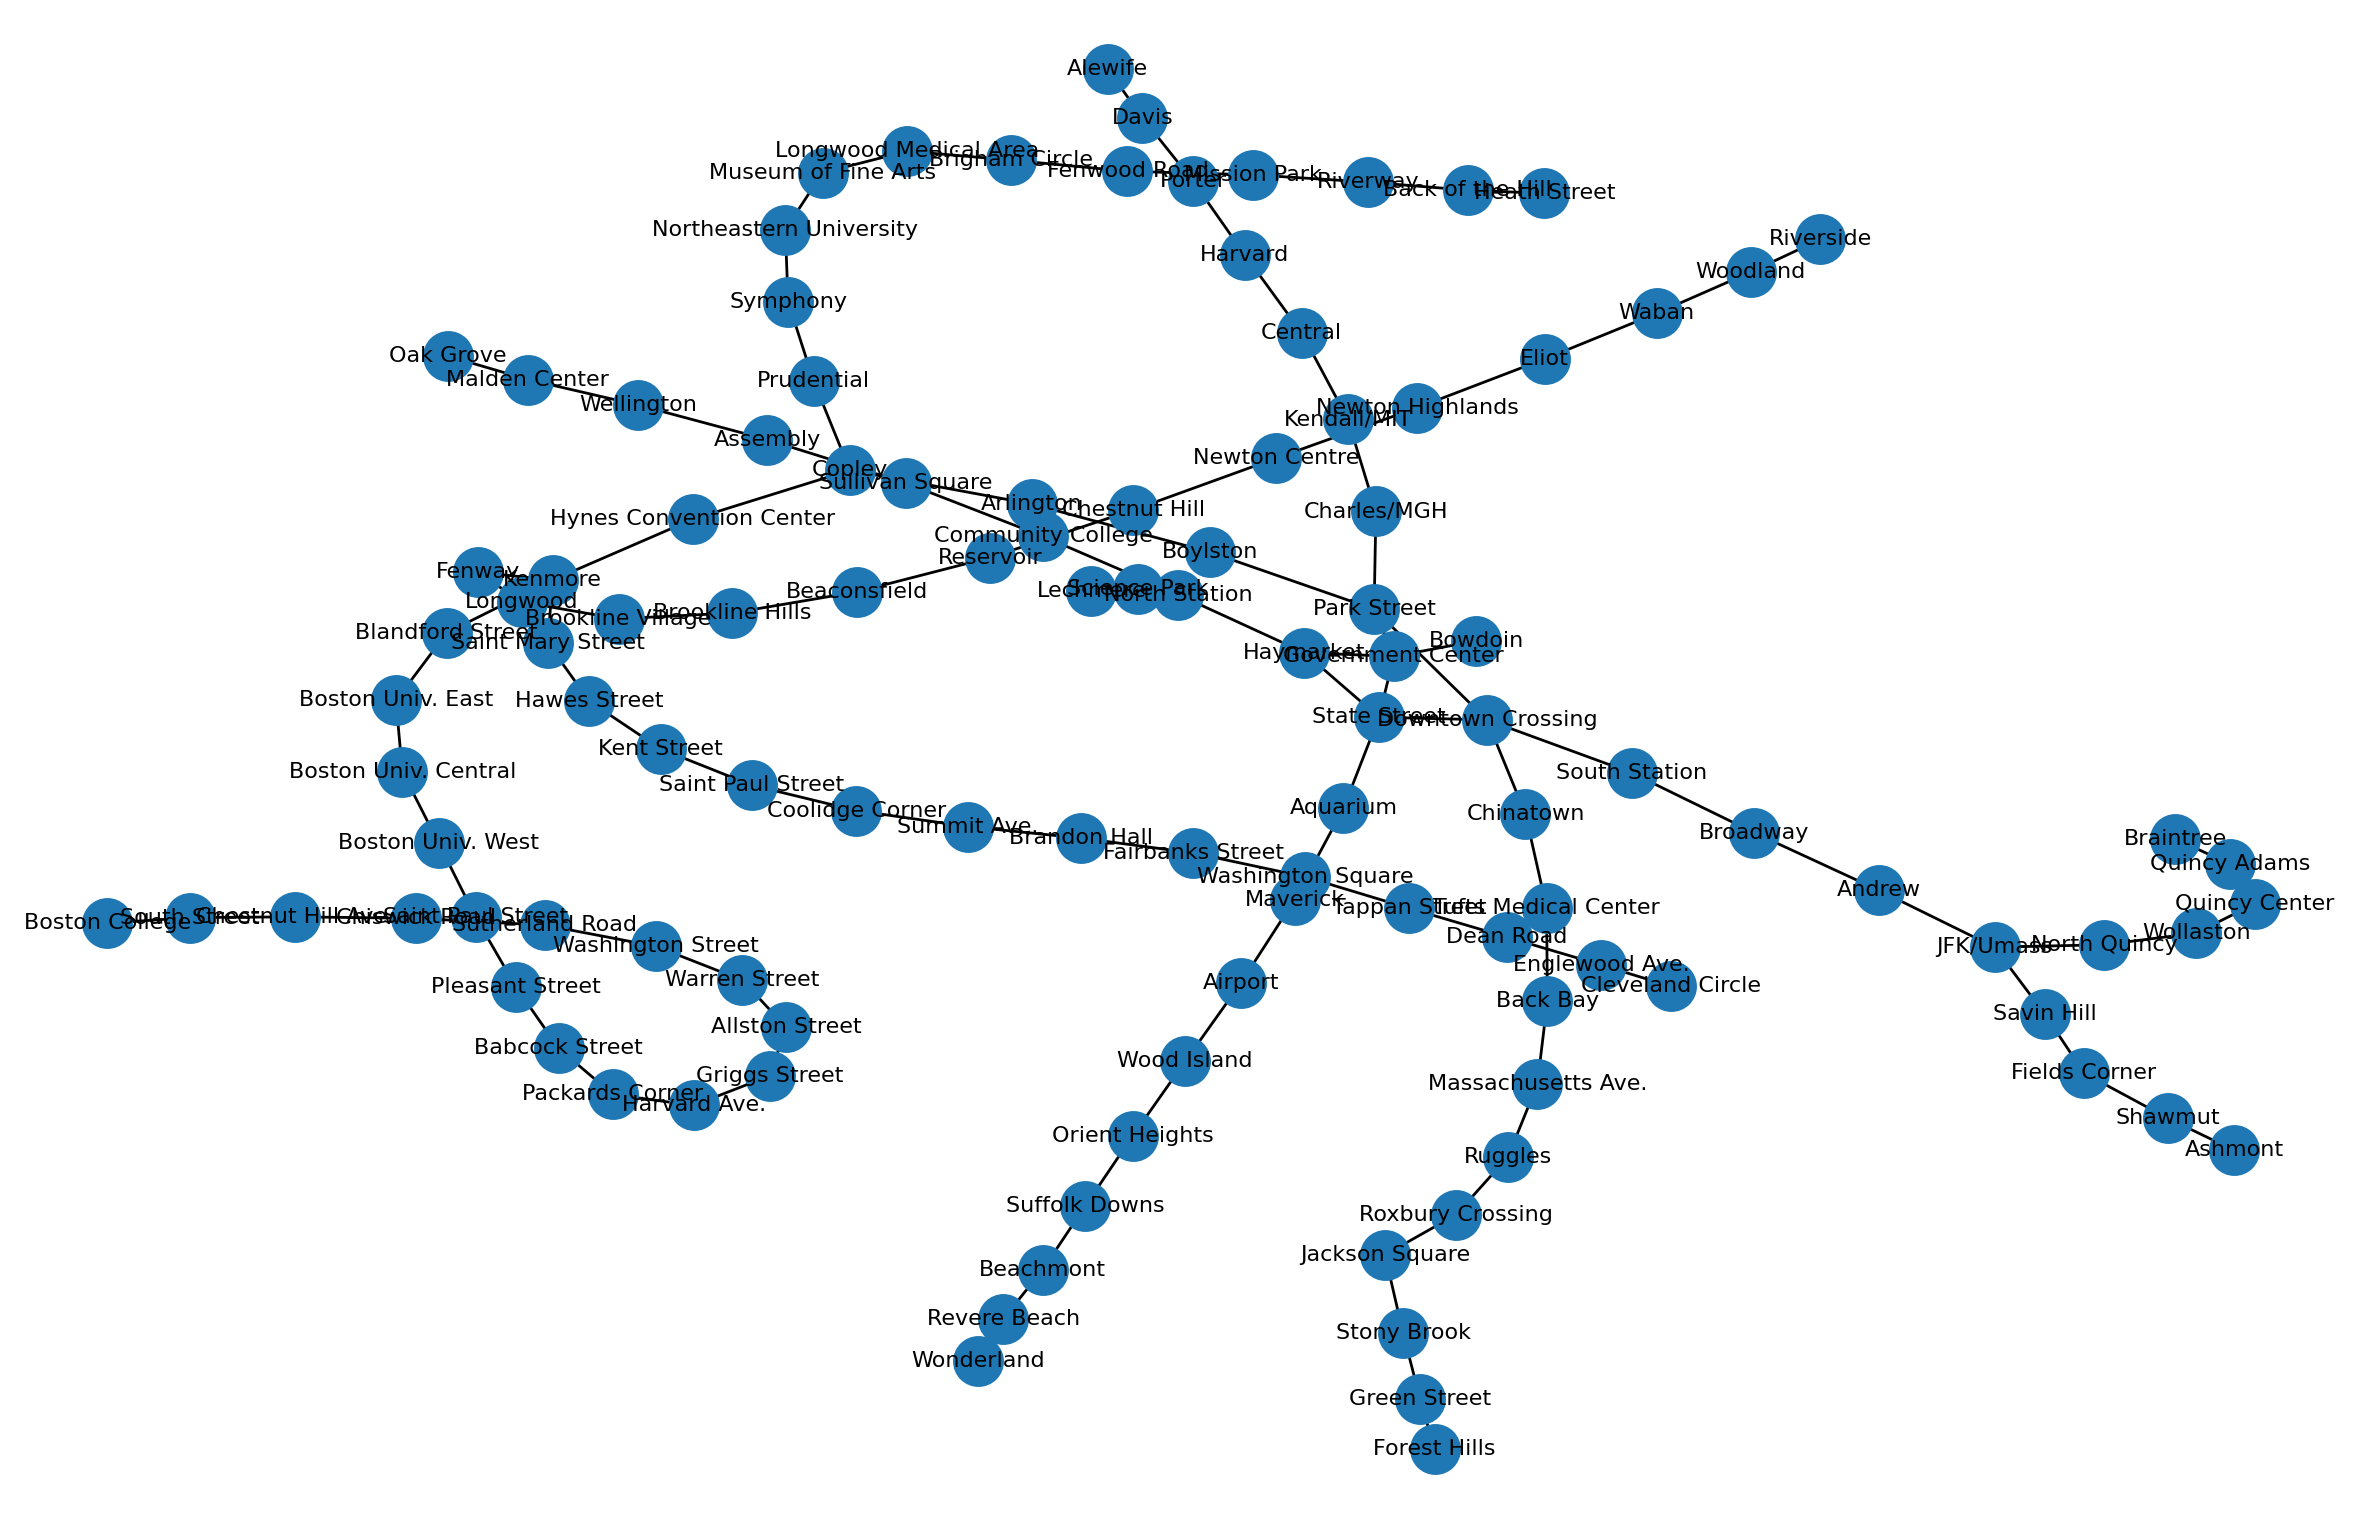 Alewife
Davis
Longwood Medical Area
Brigham Circle
Museum of Fine Arts
Fenwood Road
Porter
Mission Park
Riverway
Back of the Hill
Heath Street
Northeastern University
Harvard
Riverside
Woodland
Symphony
Waban
Central
Oak Grove
Malden Center
Prudential
Eliot
Wellington
Newton Highlands
Kendall/MIT
Assembly
Newton Centre
Copley
Sullivan Square
Arlington
Chestnut Hill
Charles/MGH
Hynes Convention Center
Community College
Reservoir
Boylston
Fenway
Kenmore
Beaconsfield
Lechmere
Science Park
North Station
Longwood
Brookline Village
Brookline Hills
Park Street
Blandford Street
Saint Mary Street
Bowdoin
Haymarket
Government Center
Boston Univ. East
Hawes Street
State Street
Downtown Crossing
Kent Street
Boston Univ. Central
South Station
Saint Paul Street
Coolidge Corner
Aquarium
Chinatown
Summit Ave.
Brandon Hall
Broadway
Boston Univ. West
Fairbanks Street
Braintree
Quincy Adams
Washington Square
Maverick
Andrew
Tappan Street
Tufts Medical Center
Quincy Center
Boston College
South Street
Chestnut Hill Ave.
Chiswick Road
Saint Paul Street
Sutherland Road
Dean Road
Wollaston
Washington Street
JFK/Umass
North Quincy
Englewood Ave.
Warren Street
Pleasant Street
Airport
Cleveland Circle
Back Bay
Savin Hill
Allston Street
Babcock Street
Wood Island
Griggs Street
Fields Corner
Massachusetts Ave.
Packards Corner
Harvard Ave.
Shawmut
Orient Heights
Ashmont
Ruggles
Suffolk Downs
Roxbury Crossing
Jackson Square
Beachmont
Revere Beach
Stony Brook
Wonderland
Green Street
Forest Hills